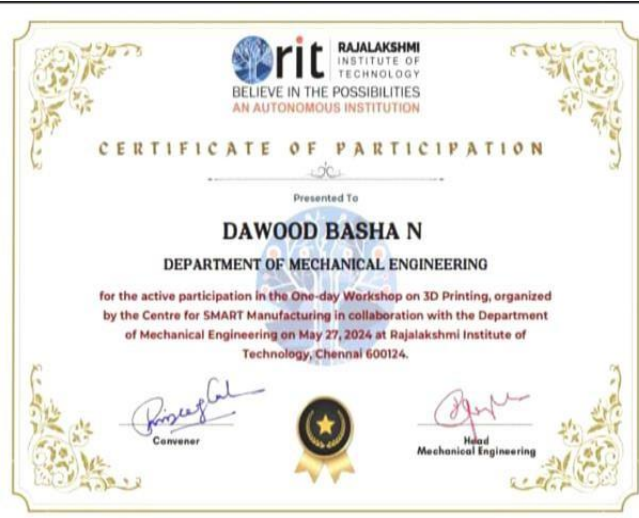 rit
RAJALAKSHMI
INSTITUTE OF
TECHNOLOGY
BELIEVE IN THE POSSIBILITIES
AN AUTONOMOUS INSTITUTION
CERTIFICATE OF PARTICIPATION
Presented To
DAWOOD BASHA N
DEPARTMENT OF MECHANICAL ENGINEERING
for the active participation in the One-day Workshop on 3D Printing, organized
by the Centre for SMART Manufacturing in collaboration with the Department
of Mechanical Engineering on May 27, 2024 at Rajalakshmi Institute of
Technology, Chennai 600124.
Convener
Head
Mechanical Engineering